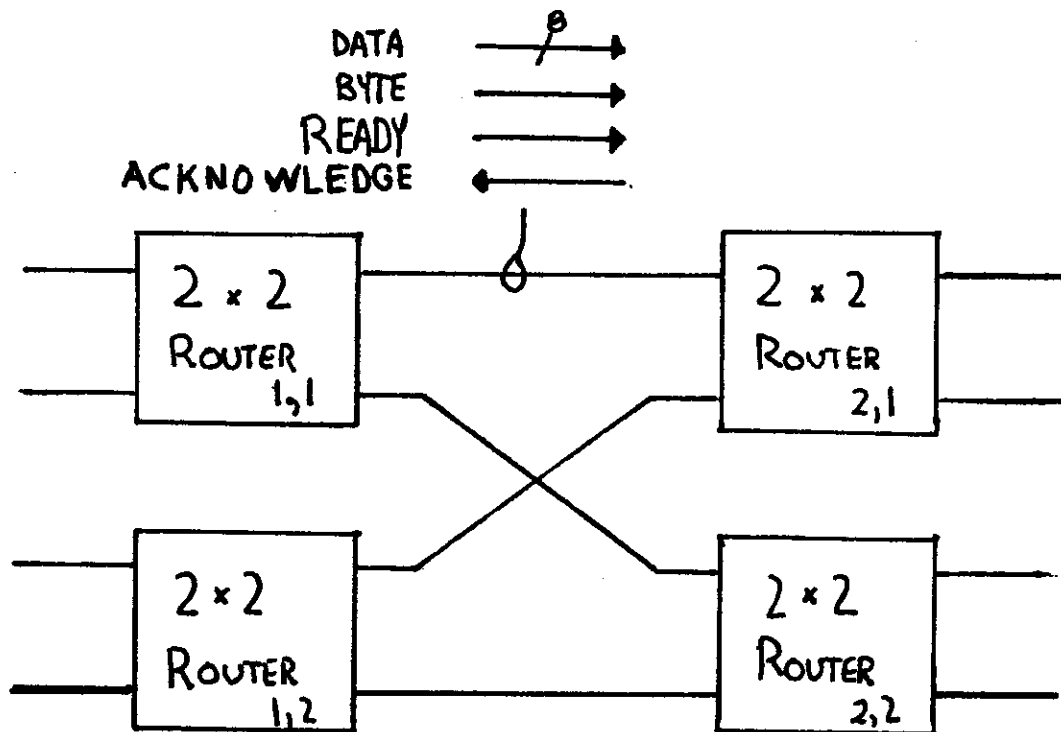 8
DATA
BYTE
READY
ACKNOWLEDGE
2 × 2
ROUTER
1,1
2 × 2
ROUTER
2,1
2 × 2
ROUTER
1,2
2 × 2
ROUTER
2,2